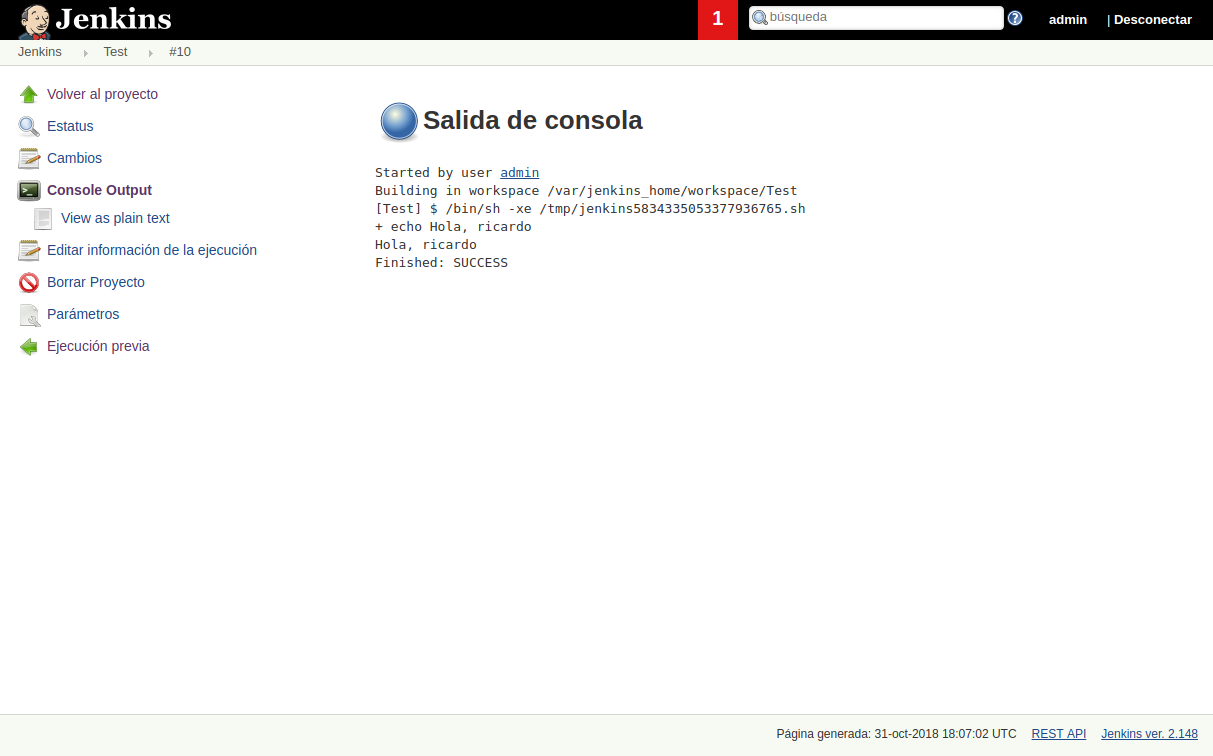 Jenkins
1
búsqueda
admin
| Desconectar
Jenkins
Test
#10
Volver al proyecto
Estatus
Cambios
Console Output
View as plain text
Editar información de la ejecución
Borrar Proyecto
Parámetros
Ejecución previa
Salida de consola
Started by user admin
Building in workspace /var/jenkins_home/workspace/Test
[Test] $ /bin/sh -xe /tmp/jenkins5834335053377936765.sh
+ echo Hola, ricardo
Hola, ricardo
Finished: SUCCESS
Página generada: 31-oct-2018 18:07:02 UTC
REST API
Jenkins ver. 2.148